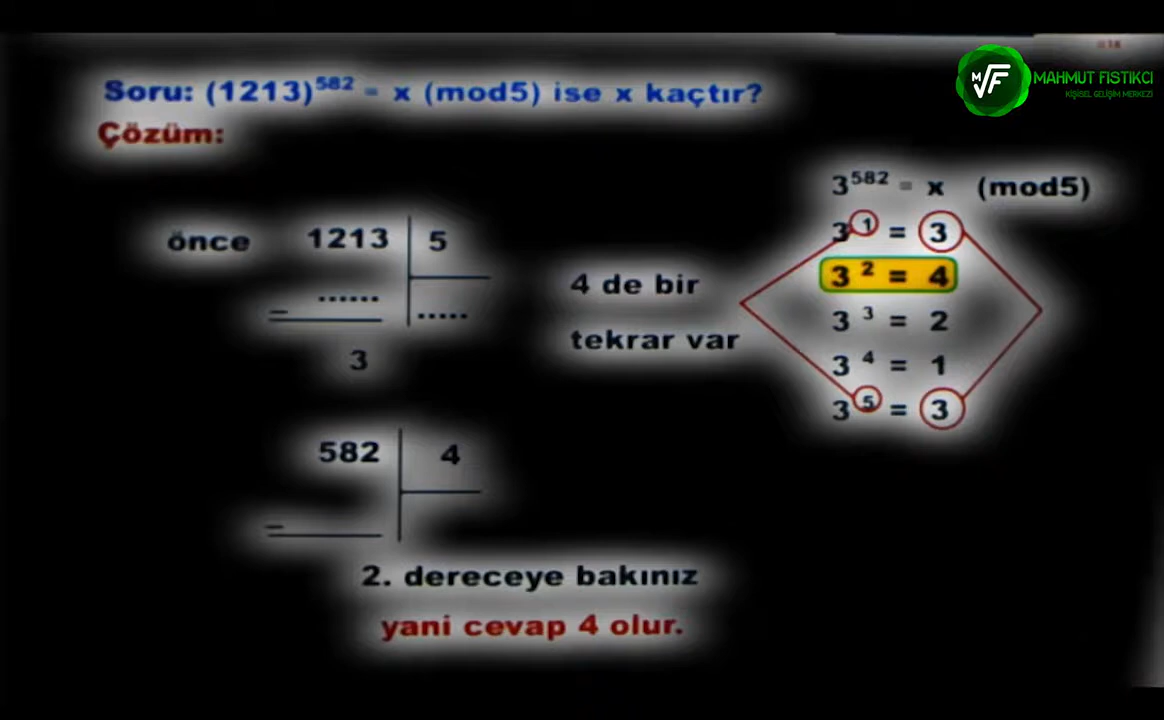 Soru: (1213)^582 = x (mod5) ise x kaçtır?
Çözüm:
MAHMUT FISTIKCI
KİŞİSEL GELİŞİM MERKEZİ
önce 1213 | 5
......
.....
3
582 | 4
2. dereceye bakınız
yani cevap 4 olur.
4 de bir
tekrar var
3^582 = x (mod5)
3^1 = 3
3^2 = 4
3^3 = 2
3^4 = 1
3^5 = 3